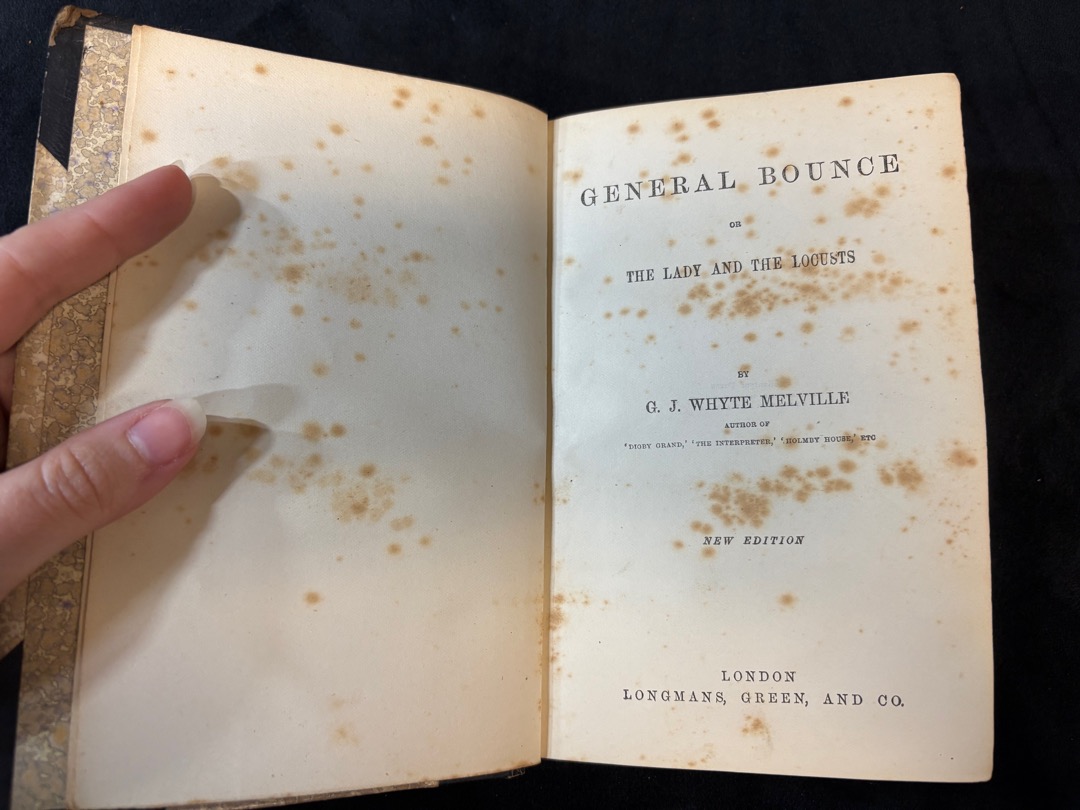 GENERAL BOUNCE
OR
THE LADY AND THE LOCUSTS
BY
G. J. WHYTE MELVILLE
AUTHOR OF
'DIGBY GRAND,' 'THE INTERPRETER,' 'HOLMBY HOUSE,' ETC
NEW EDITION
LONDON
LONGMANS, GREEN, AND CO.